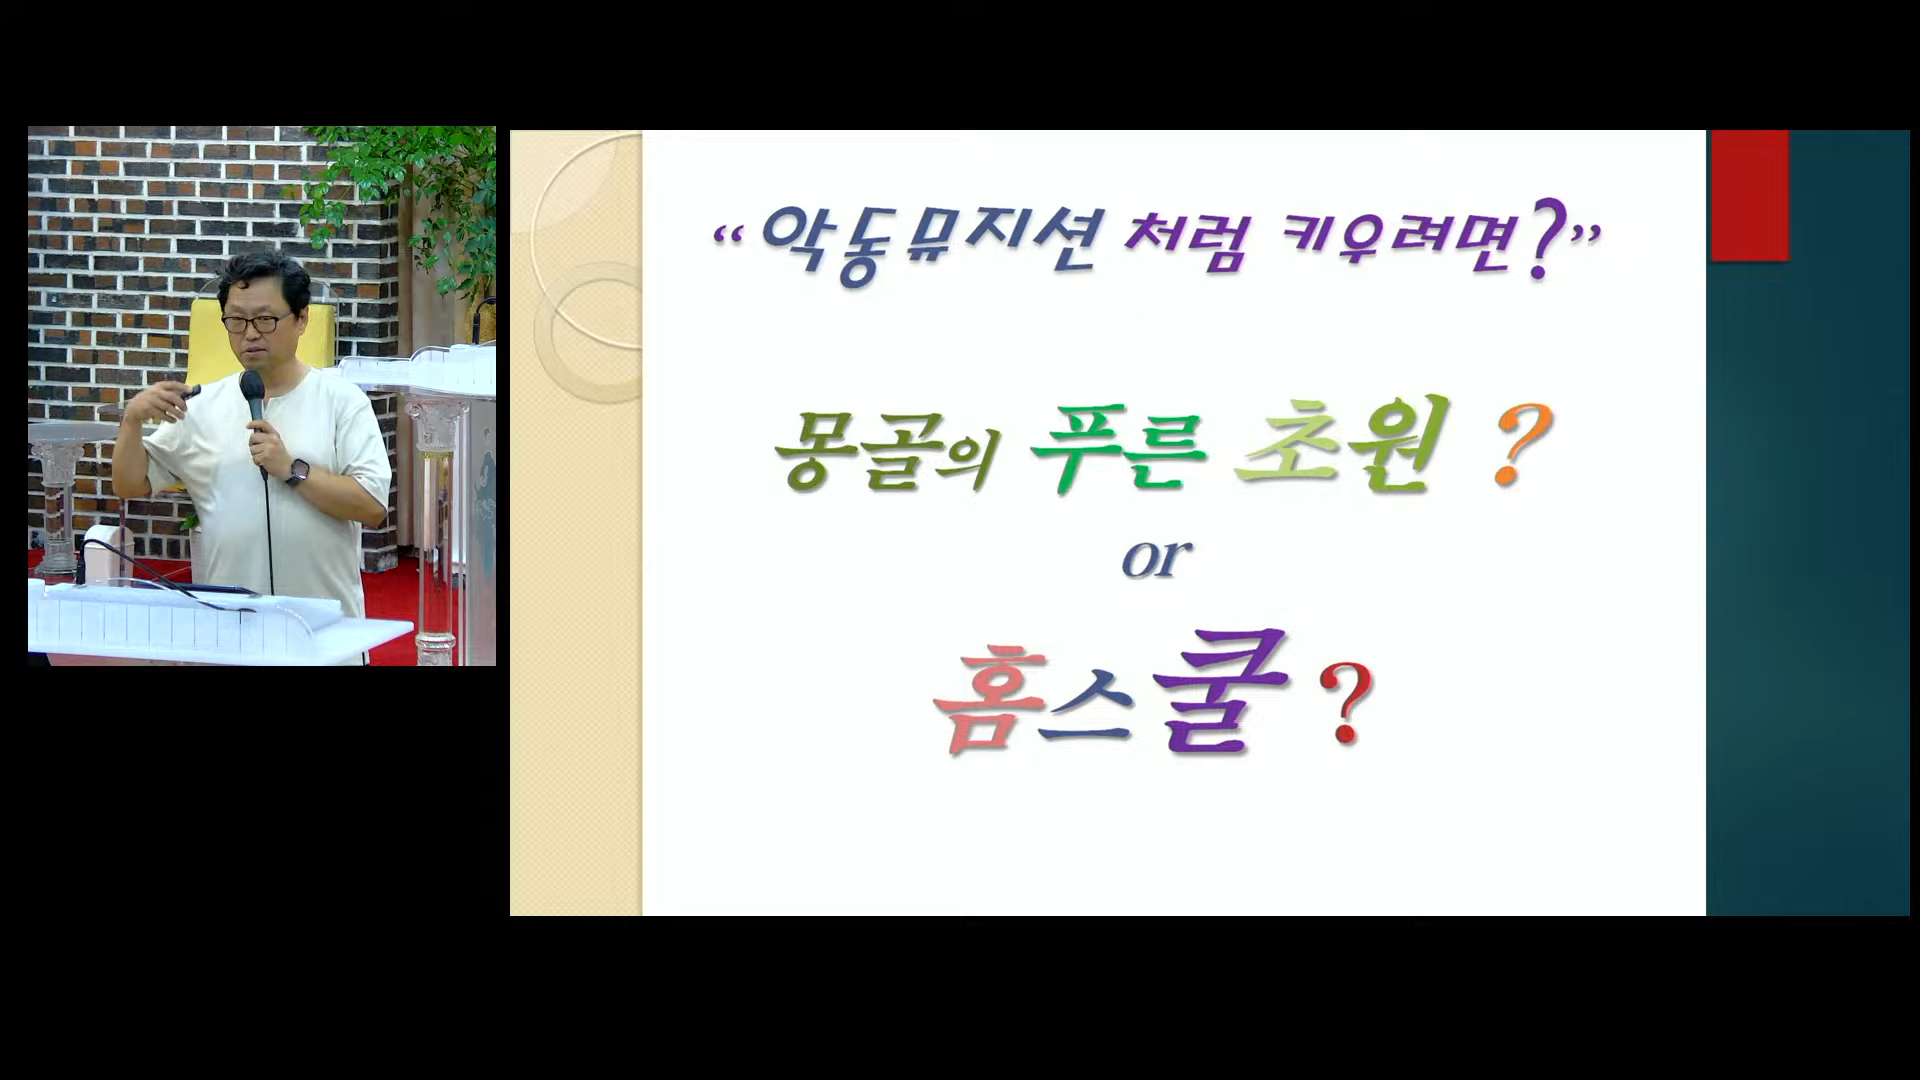 “악동뮤지션 처럼 키우려면?”
몽골의 푸른 초원 ?
or
홈스쿨 ?